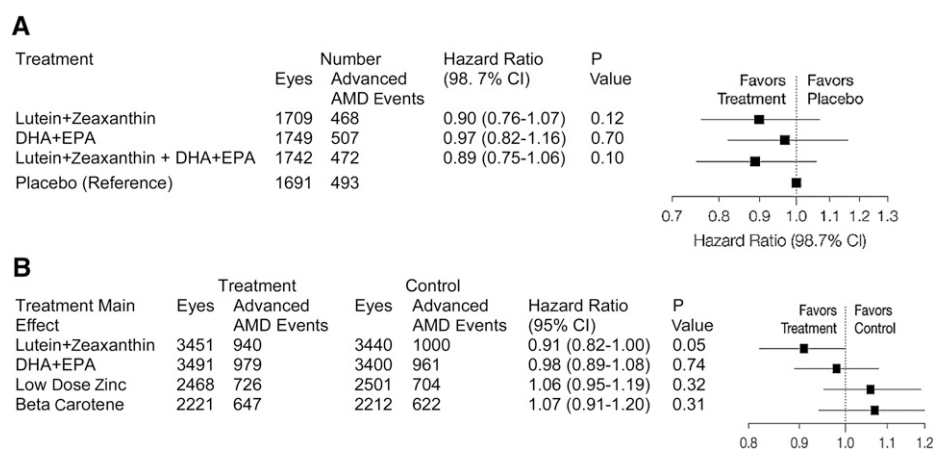 A
Treatment Number Hazard Ratio P
Eyes Advanced (98. 7% CI) Value
AMD Events
Favors Favors
Treatment Placebo
Lutein+Zeaxanthin 1709 468 0.90 (0.76-1.07) 0.12
DHA+EPA 1749 507 0.97 (0.82-1.16) 0.70
Lutein+Zeaxanthin + DHA+EPA 1742 472 0.89 (0.75-1.06) 0.10
Placebo (Reference) 1691 493
0.7 0.8 0.9 1.0 1.1 1.2 1.3
Hazard Ratio (98.7% CI)
B
Treatment Control
Treatment Main Eyes Advanced Eyes Advanced Hazard Ratio P
Effect AMD Events AMD Events (95% CI) Value
Favors Favors
Treatment Control
Lutein+Zeaxanthin 3451 940 3440 1000 0.91 (0.82-1.00) 0.05
DHA+EPA 3491 979 3400 961 0.98 (0.89-1.08) 0.74
Low Dose Zinc 2468 726 2501 704 1.06 (0.95-1.19) 0.32
Beta Carotene 2221 647 2212 622 1.07 (0.91-1.20) 0.31
0.8 0.9 1.0 1.1 1.2